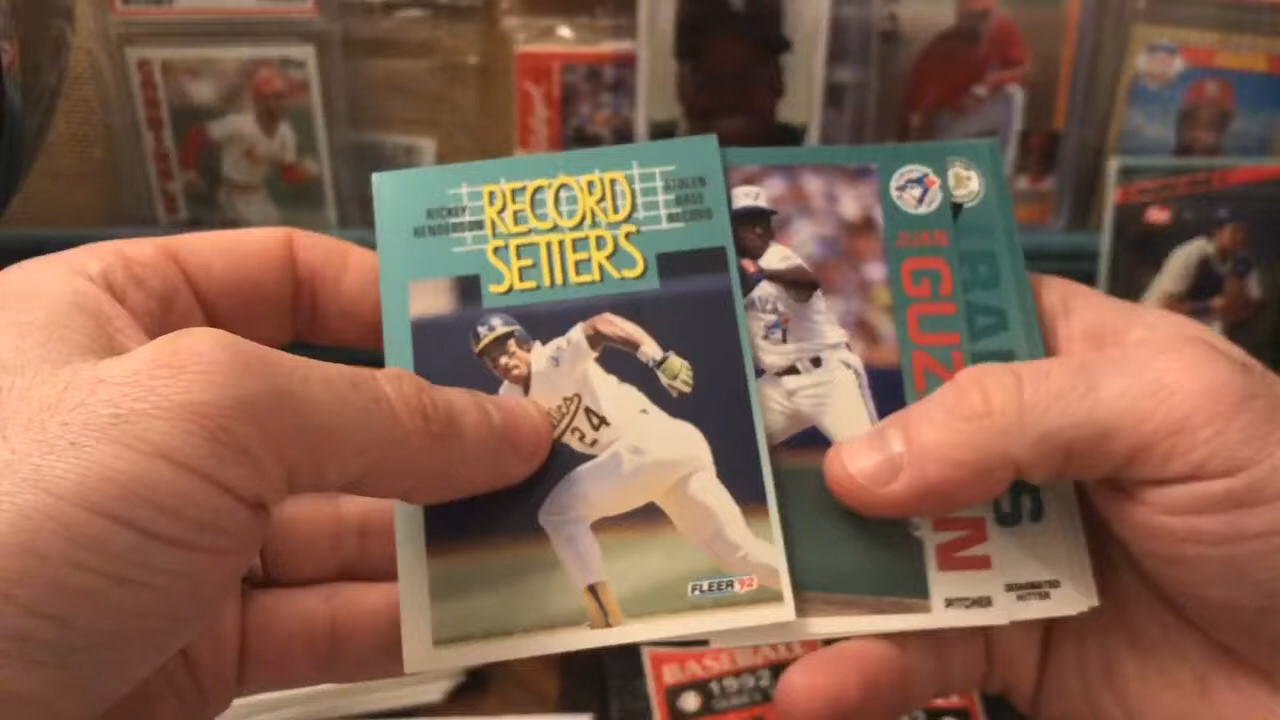 RICKEY
HENDERSON
RECORD
SETTERS
STOLEN
BASE
RECORD
24
FLEER '92
JUAN
GUZ
N
PITCHER
DESIGNATED
HITTER
BASEBALL
1992